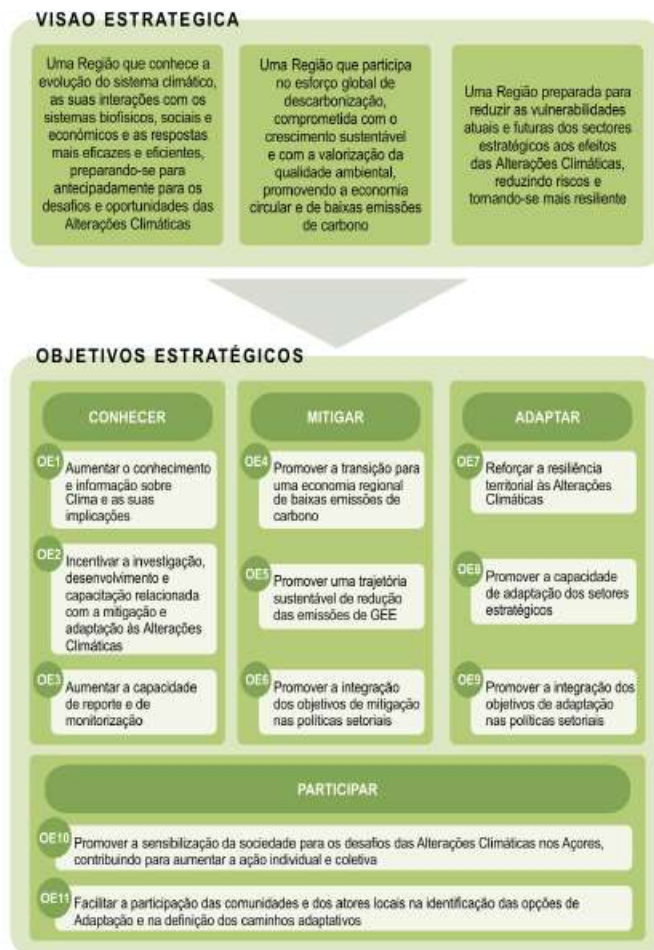 VISAO ESTRATEGICA
Uma Região que conhece a
evolução do sistema climático,
as suas interações com os
sistemas biofísicos, sociais e
económicos e as respostas
mais eficazes e eficientes,
preparando-se para
antecipadamente para os
desafios e oportunidades das
Alterações Climáticas
Uma Região que participa
no esforço global de
descarbonização,
comprometida com o
crescimento sustentável
e com a valorização da
qualidade ambiental,
promovendo a economia
circular e de baixas emissões
de carbono
Uma Região preparada para
reduzir as vulnerabilidades
atuais e futuras dos sectores
estratégicos aos efeitos
das Alterações Climáticas,
reduzindo riscos e
tornando-se mais resiliente
OBJETIVOS ESTRATÉGICOS
CONHECER
OE1
Aumentar o conhecimento
e informação sobre
Clima e as suas
implicações
OE2
Incentivar a investigação,
desenvolvimento e
capacitação relacionada
com a mitigação e
adaptação às Alterações
Climáticas
OE3
Aumentar a capacidade
de reporte e de
monitorização
MITIGAR
OE4
Promover a transição para
uma economia regional
de baixas emissões de
carbono
OE5
Promover uma trajetória
sustentável de redução
das emissões de GEE
OE6
Promover a integração
dos objetivos de mitigação
nas políticas setoriais
ADAPTAR
OE7
Reforçar a resiliência
territorial às Alterações
Climáticas
OE8
Promover a capacidade
de adaptação dos setores
estratégicos
OE9
Promover a integração dos
objetivos de adaptação
nas políticas setoriais
PARTICIPAR
OE10
Promover a sensibilização da sociedade para os desafios das Alterações Climáticas nos Açores,
contribuindo para aumentar a ação individual e coletiva
OE11
Facilitar a participação das comunidades e dos atores locais na identificação das opções de
Adaptação e na definição dos caminhos adaptativos